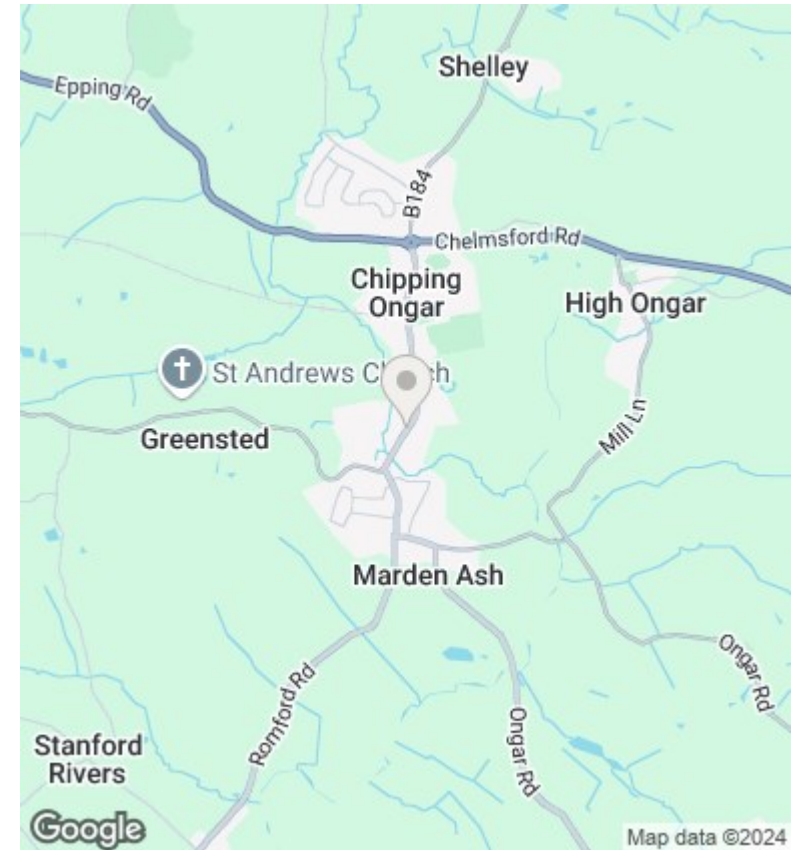 Shelley
Epping Rd
B184
Chelmsford Rd
Chipping
Ongar
High Ongar
St Andrews Church
Mill Ln
Greensted
Marden Ash
Ongar Rd
Romford Rd
Ongar Rd
Stanford
Rivers
Google
Map data ©2024